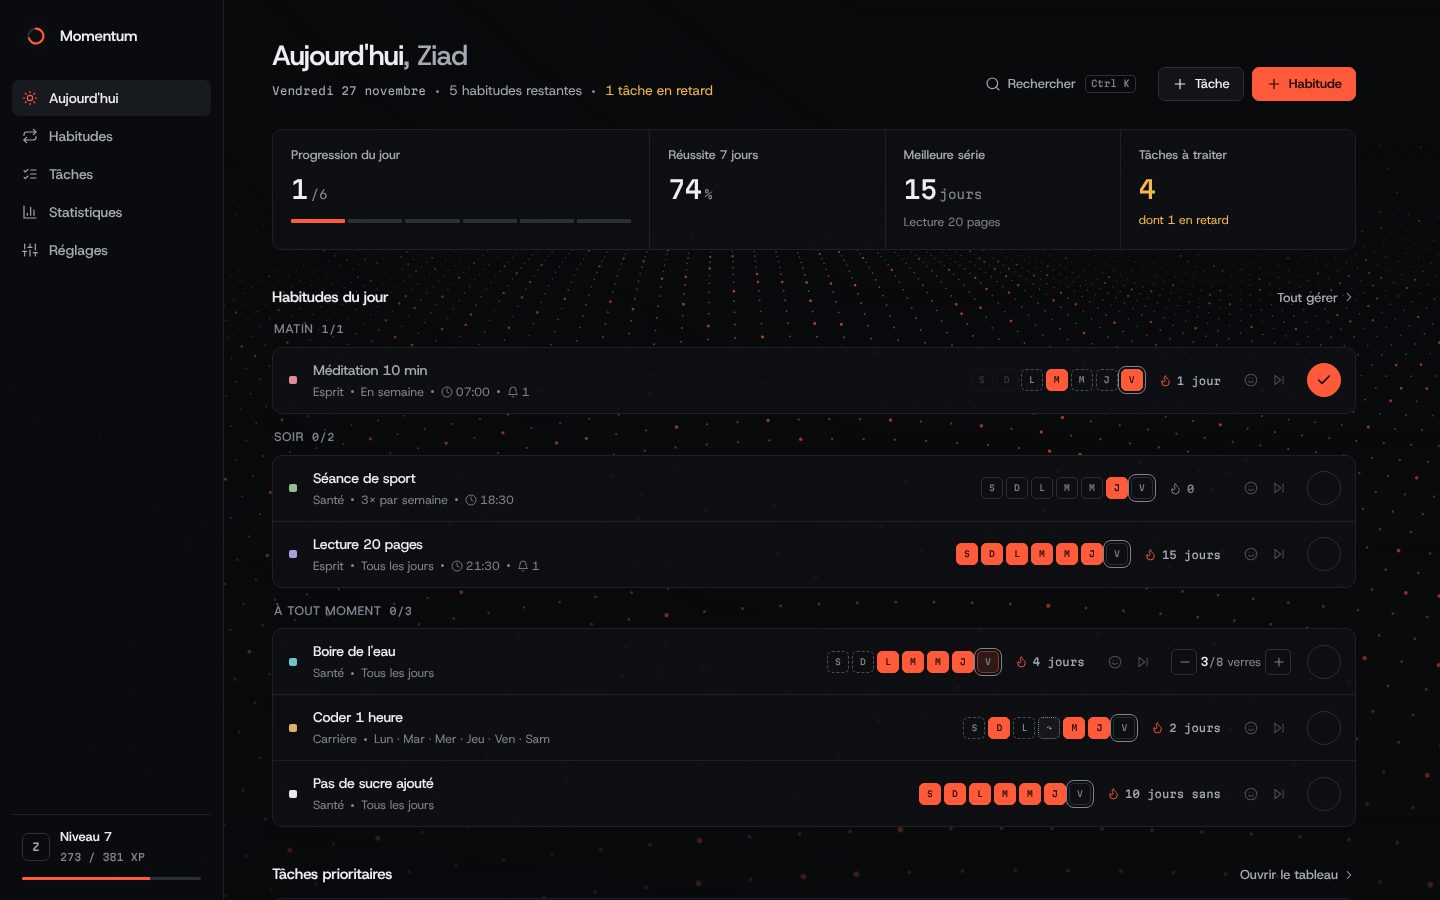 Momentum
Aujourd'hui
Habitudes
Tâches
Statistiques
Réglages
Niveau 7
Z
273 / 381 XP
Aujourd'hui, Ziad
Vendredi 27 novembre • 5 habitudes restantes • 1 tâche en retard
Rechercher Ctrl K
Tâche
Habitude
Progression du jour
1 /6
Réussite 7 jours
74 %
Meilleure série
15 jours
Lecture 20 pages
Tâches à traiter
4
dont 1 en retard
Habitudes du jour
Tout gérer
MATIN 1/1
Méditation 10 min
Esprit • En semaine • 07:00 • 1
S D L M M J V
1 jour
SOIR 0/2
Séance de sport
Santé • 3× par semaine • 18:30
S D L M M J V
0
Lecture 20 pages
Esprit • Tous les jours • 21:30 • 1
S D L M M J V
15 jours
À TOUT MOMENT 0/3
Boire de l'eau
Santé • Tous les jours
S D L M M J V
4 jours
3/8 verres
Coder 1 heure
Carrière • Lun · Mar · Mer · Jeu · Ven · Sam
S D L M J V
2 jours
Pas de sucre ajouté
Santé • Tous les jours
S D L M M J V
10 jours sans
Tâches prioritaires
Ouvrir le tableau